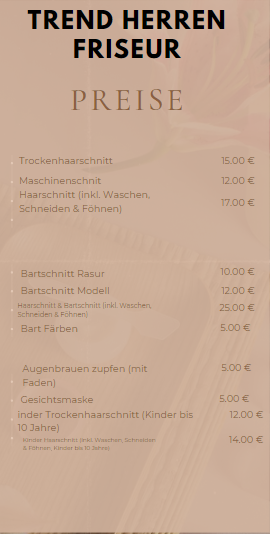 TREND HERREN
FRISEUR
PREISE
Trockenhaarschnitt 15.00 €
Maschinenschnit 12.00 €
Haarschnitt (inkl. Waschen,
Schneiden & Föhnen) 17.00 €
Bartschnitt Rasur 10.00 €
Bartschnitt Modell 12.00 €
Haarschnitt & Bartschnitt (inkl. Waschen,
Schneiden & Föhnen) 25.00 €
Bart Färben 5.00 €
Augenbrauen zupfen (mit
Faden) 5.00 €
Gesichtsmaske 5.00 €
inder Trockenhaarschnitt (Kinder bis
10 Jahre) 12.00 €
Kinder Haarschnitt (inkl. Waschen, Schneiden
& Föhnen, Kinder bis 10 Jahre) 14.00 €